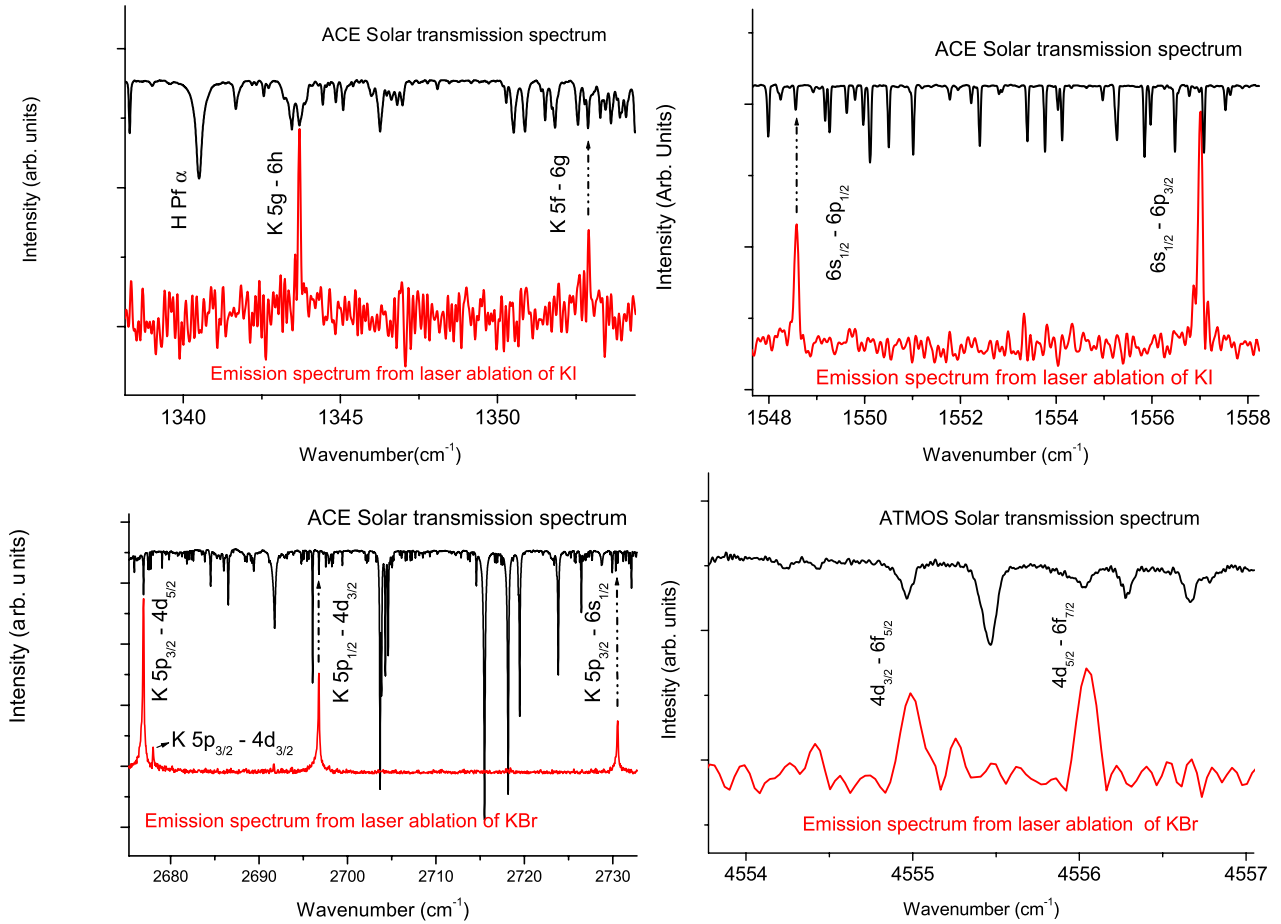 ACE Solar transmission spectrum
Intensity (arb. units)
H Pf α
K 5g - 6h
K 5f - 6g
Emission spectrum from laser ablation of KI
1340
1345
1350
Wavenumber(cm-1)
ACE Solar transmission spectrum
Intensity (Arb. Units)
6s1/2 - 6p1/2
6s1/2 - 6p3/2
Emission spectrum from laser ablation of KI
1548
1550
1552
1554
1556
1558
Wavenumber (cm-1)
ACE Solar transmission spectrum
Intensity (arb. units)
K 5p3/2 - 4d5/2
K 5p3/2 - 4d3/2
K 5p1/2 - 4d3/2
K 5p3/2 - 6s1/2
Emission spectrum from laser ablation of KBr
2680
2690
2700
2710
2720
2730
Wavenumber (cm-1)
ATMOS Solar transmission spectrum
Intesity (arb. units)
4d3/2 - 6f5/2
4d5/2 - 6f7/2
Emission spectrum from laser ablation of KBr
4554
4555
4556
4557
Wavenumber (cm-1)